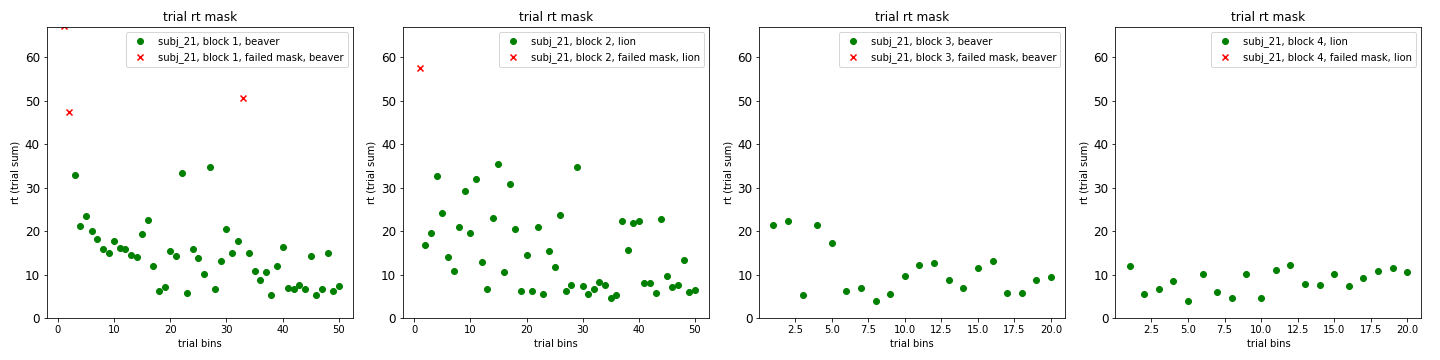 trial rt mask
subj_21, block 1, beaver
subj_21, block 1, failed mask, beaver
60
50
40
30
20
10
0
rt (trial sum)
0 10 20 30 40 50
trial bins
trial rt mask
subj_21, block 2, lion
subj_21, block 2, failed mask, lion
60
50
40
30
20
10
0
rt (trial sum)
0 10 20 30 40 50
trial bins
trial rt mask
subj_21, block 3, beaver
subj_21, block 3, failed mask, beaver
60
50
40
30
20
10
0
rt (trial sum)
2.5 5.0 7.5 10.0 12.5 15.0 17.5 20.0
trial bins
trial rt mask
subj_21, block 4, lion
subj_21, block 4, failed mask, lion
60
50
40
30
20
10
0
rt (trial sum)
2.5 5.0 7.5 10.0 12.5 15.0 17.5 20.0
trial bins